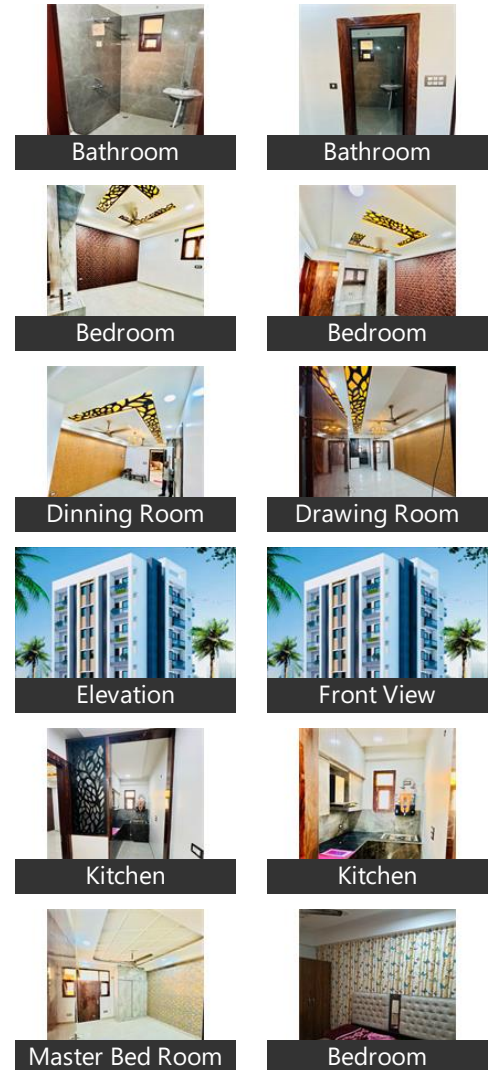 Bathroom
Bathroom
Bedroom
Bedroom
Dinning Room
Drawing Room
Elevation
Front View
Kitchen
Kitchen
Master Bed Room
Bedroom